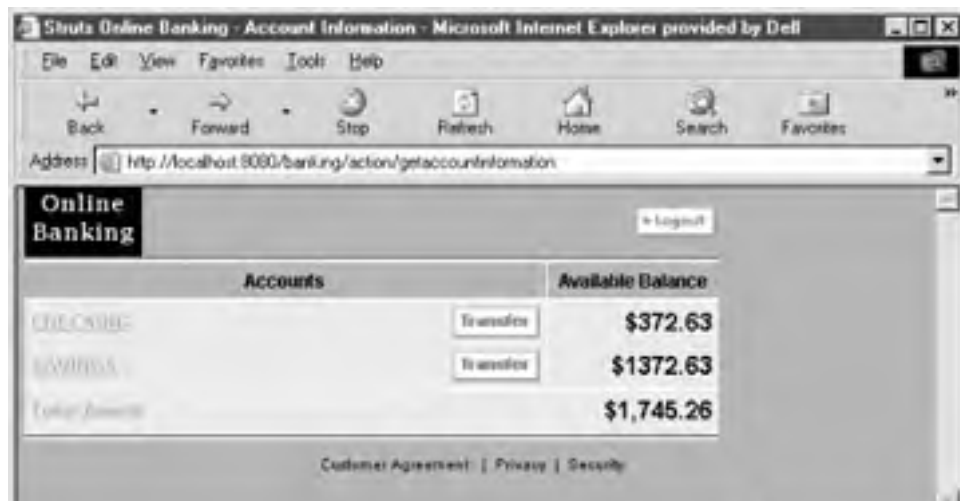 Struts Online Banking - Account Information - Microsoft Internet Explorer provided by Dell
File Edit View Favorites Tools Help
Back Forward Stop Refresh Home Search Favorites
Address http://localhost:8080/banking/action/getaccountinformation
Online
Banking
Logout
Accounts Available Balance
CHECKING Transfer $372.63
SAVINGS Transfer $1372.63
$1,745.26
Customer Agreement | Privacy | Security